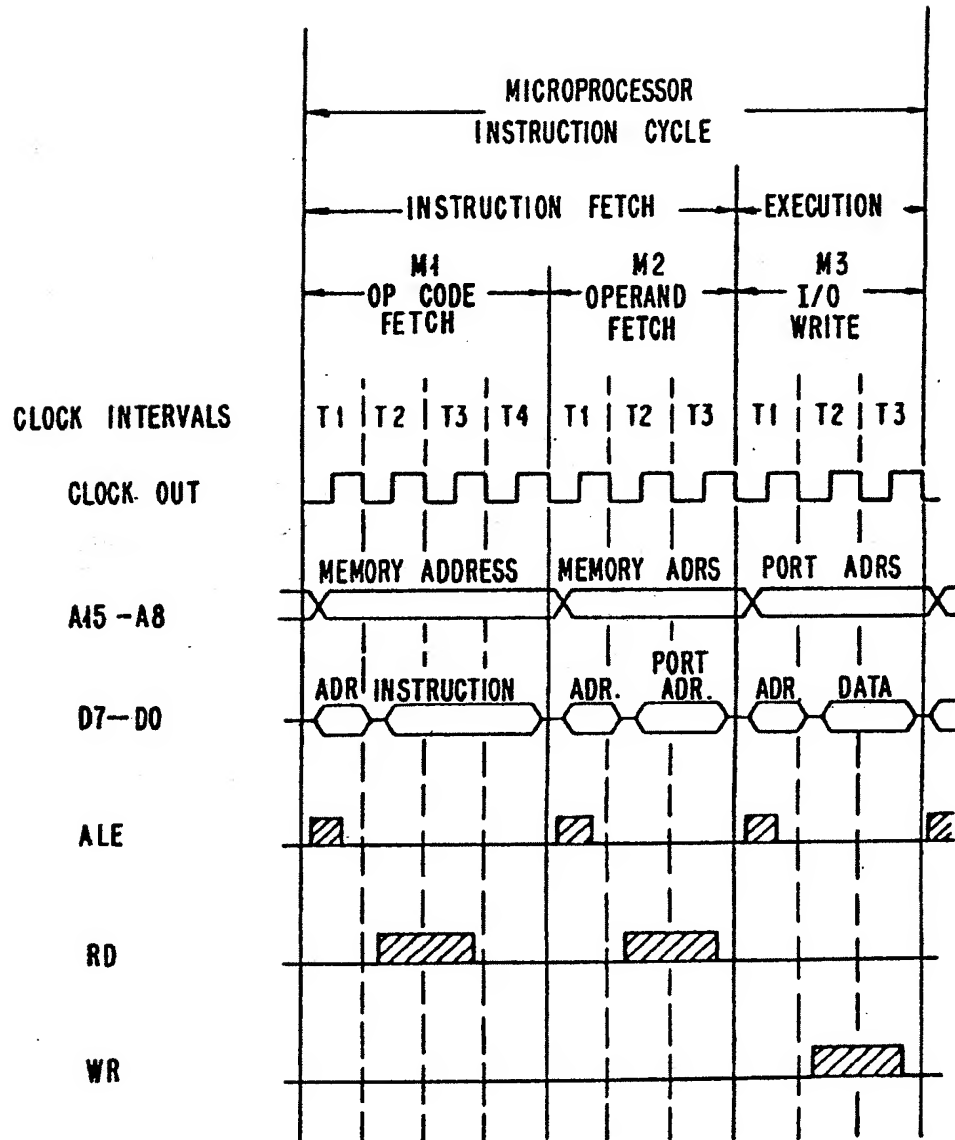 MICROPROCESSOR
INSTRUCTION CYCLE
INSTRUCTION FETCH
EXECUTION
M1
OP CODE
FETCH
M2
OPERAND
FETCH
M3
I/O
WRITE
CLOCK INTERVALS
T1 T2 T3 T4 T1 T2 T3 T1 T2 T3
CLOCK OUT
MEMORY ADDRESS
MEMORY ADRS
PORT ADRS
A15-A8
ADR INSTRUCTION
ADR.
PORT
ADR.
ADR.
DATA
D7--D0
ALE
RD
WR